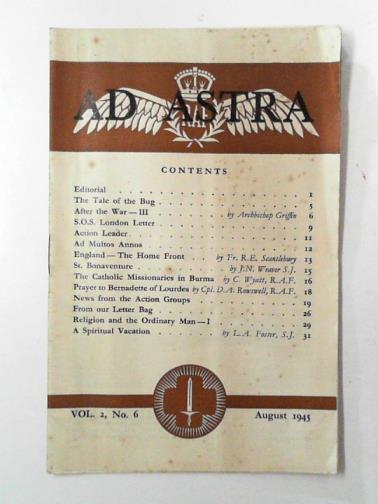 AD ASTRA
CONTENTS
Editorial . . . . . . . . . . 1
The Tale of the Bug . . . . . . . . 5
After the War — III . . . . . by Archbishop Griffin 6
S.O.S. London Letter . . . . . . . . 9
Action Leader . . . . . . . . . . 11
Ad Multos Annos . . . . . . . . . 12
England — The Home Front . . by Fr. R.E. Scantlebury 13
St. Bonaventure . . . . . . by J.N. Weaver S.J. 15
The Catholic Missionaries in Burma by C. Wyatt, R.A.F. 16
Prayer to Bernadette of Lourdes by Cpl. D.A. Rowswell, R.A.F. 18
News from the Action Groups . . . . . . 19
From our Letter Bag . . . . . . . . 26
Religion and the Ordinary Man — I . . . . . 29
A Spiritual Vacation . . . . . by L.A. Foster, S.J. 31
VOL. 2, No. 6 August 1945